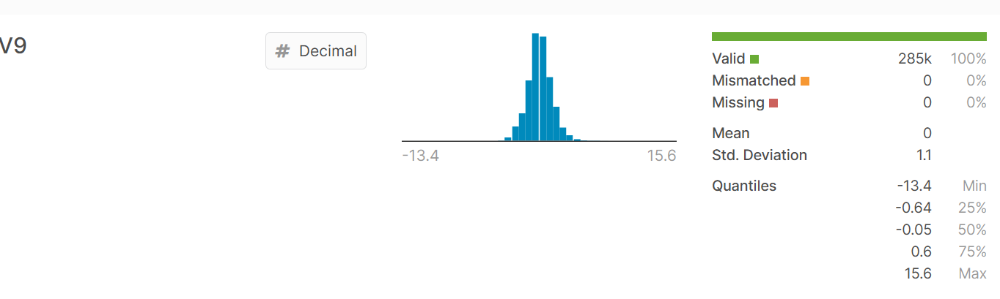 V9
# Decimal
-13.4 15.6
Valid 285k 100%
Mismatched 0 0%
Missing 0 0%
Mean 0
Std. Deviation 1.1
Quantiles -13.4 Min
-0.64 25%
-0.05 50%
0.6 75%
15.6 Max